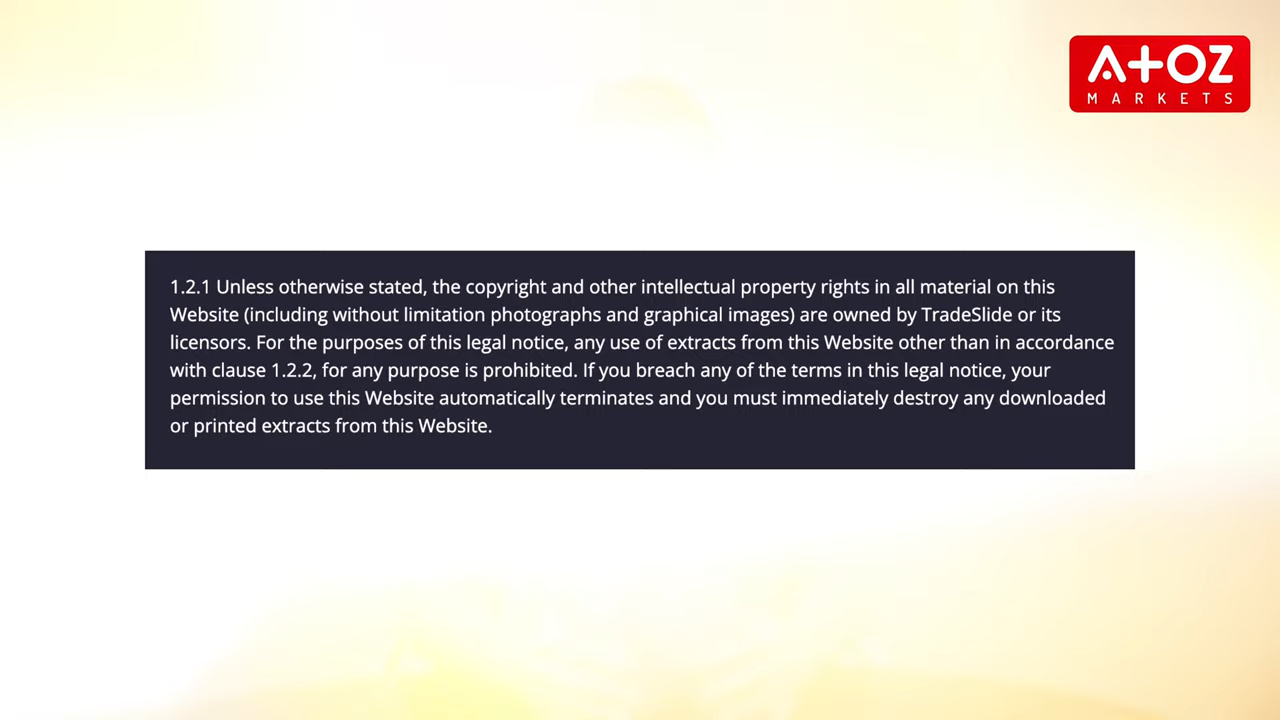 AtoZ
MARKETS
1.2.1 Unless otherwise stated, the copyright and other intellectual property rights in all material on this
Website (including without limitation photographs and graphical images) are owned by TradeSlide or its
licensors. For the purposes of this legal notice, any use of extracts from this Website other than in accordance
with clause 1.2.2, for any purpose is prohibited. If you breach any of the terms in this legal notice, your
permission to use this Website automatically terminates and you must immediately destroy any downloaded
or printed extracts from this Website.